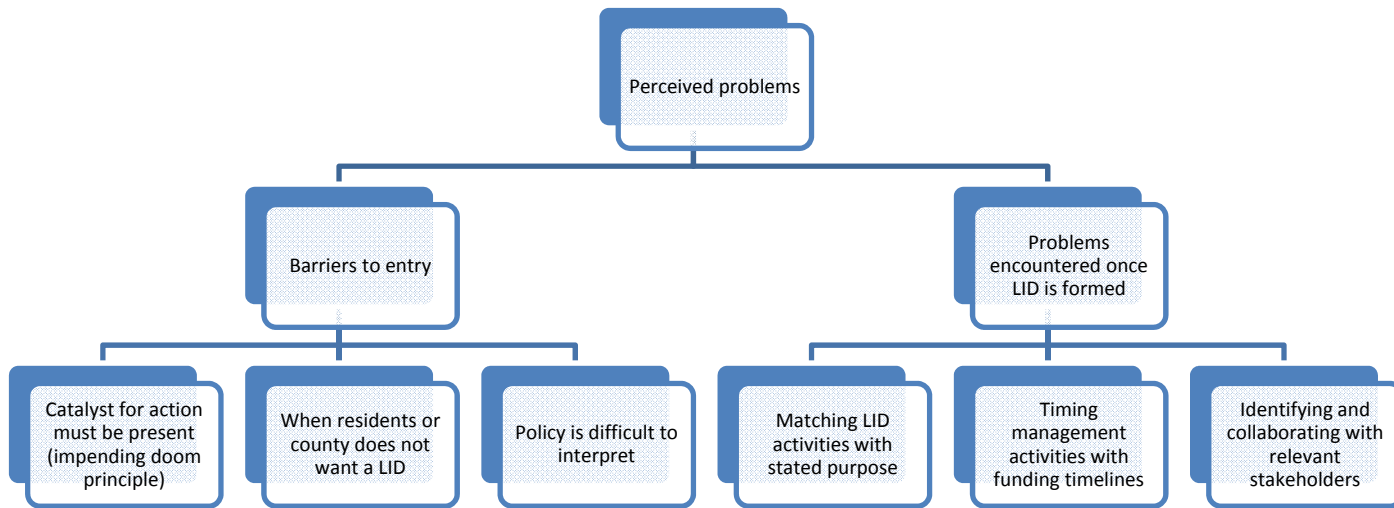 Perceived problems
Barriers to entry
Problems
encountered once
LID is formed
Catalyst for action
must be present
(impending doom
principle)
When residents or
county does not
want a LID
Policy is difficult to
interpret
Matching LID
activities with
stated purpose
Timing
management
activities with
funding timelines
Identifying and
collaborating with
relevant
stakeholders